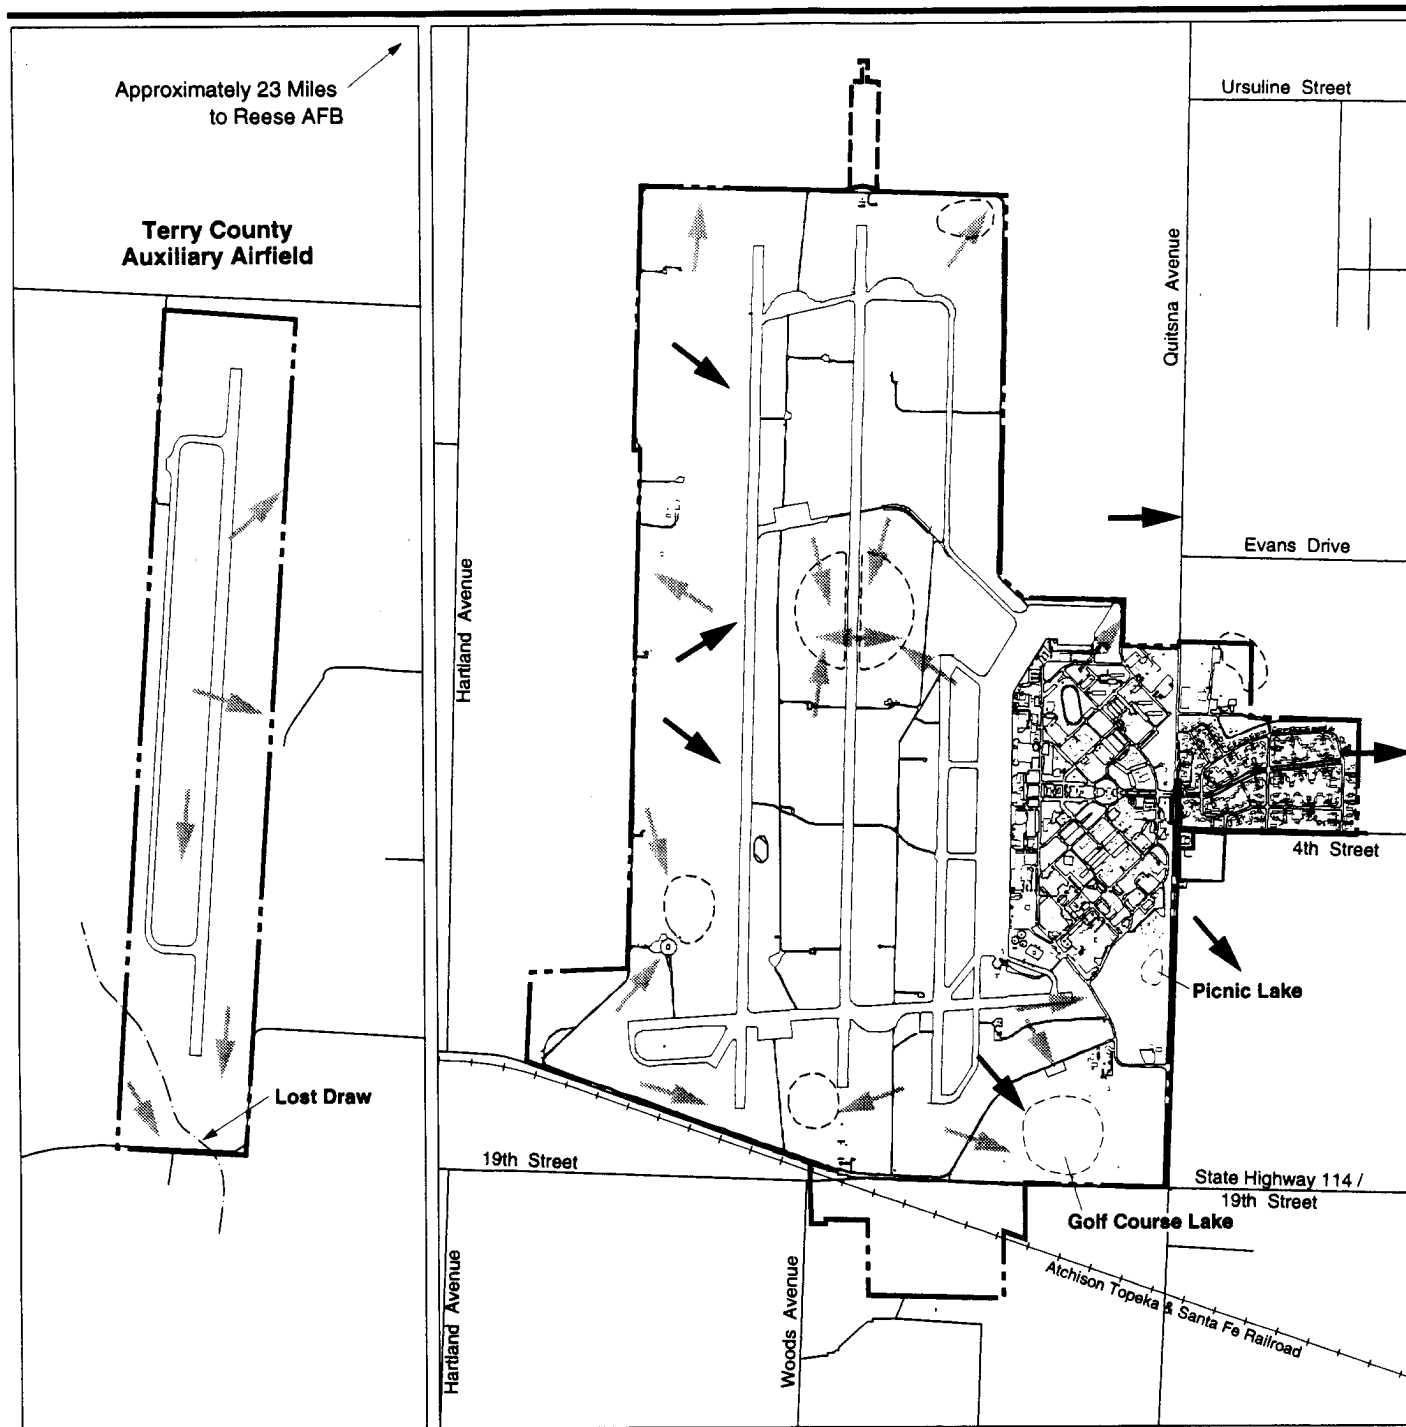 Approximately 23 Miles
to Reese AFB
Terry County
Auxiliary Airfield
Lost Draw
Hartland Avenue
Ursuline Street
Quitsna Avenue
Evans Drive
4th Street
Picnic Lake
19th Street
State Highway 114 /
19th Street
Golf Course Lake
Hartland Avenue
Woods Avenue
Atchison Topeka & Santa Fe Railroad